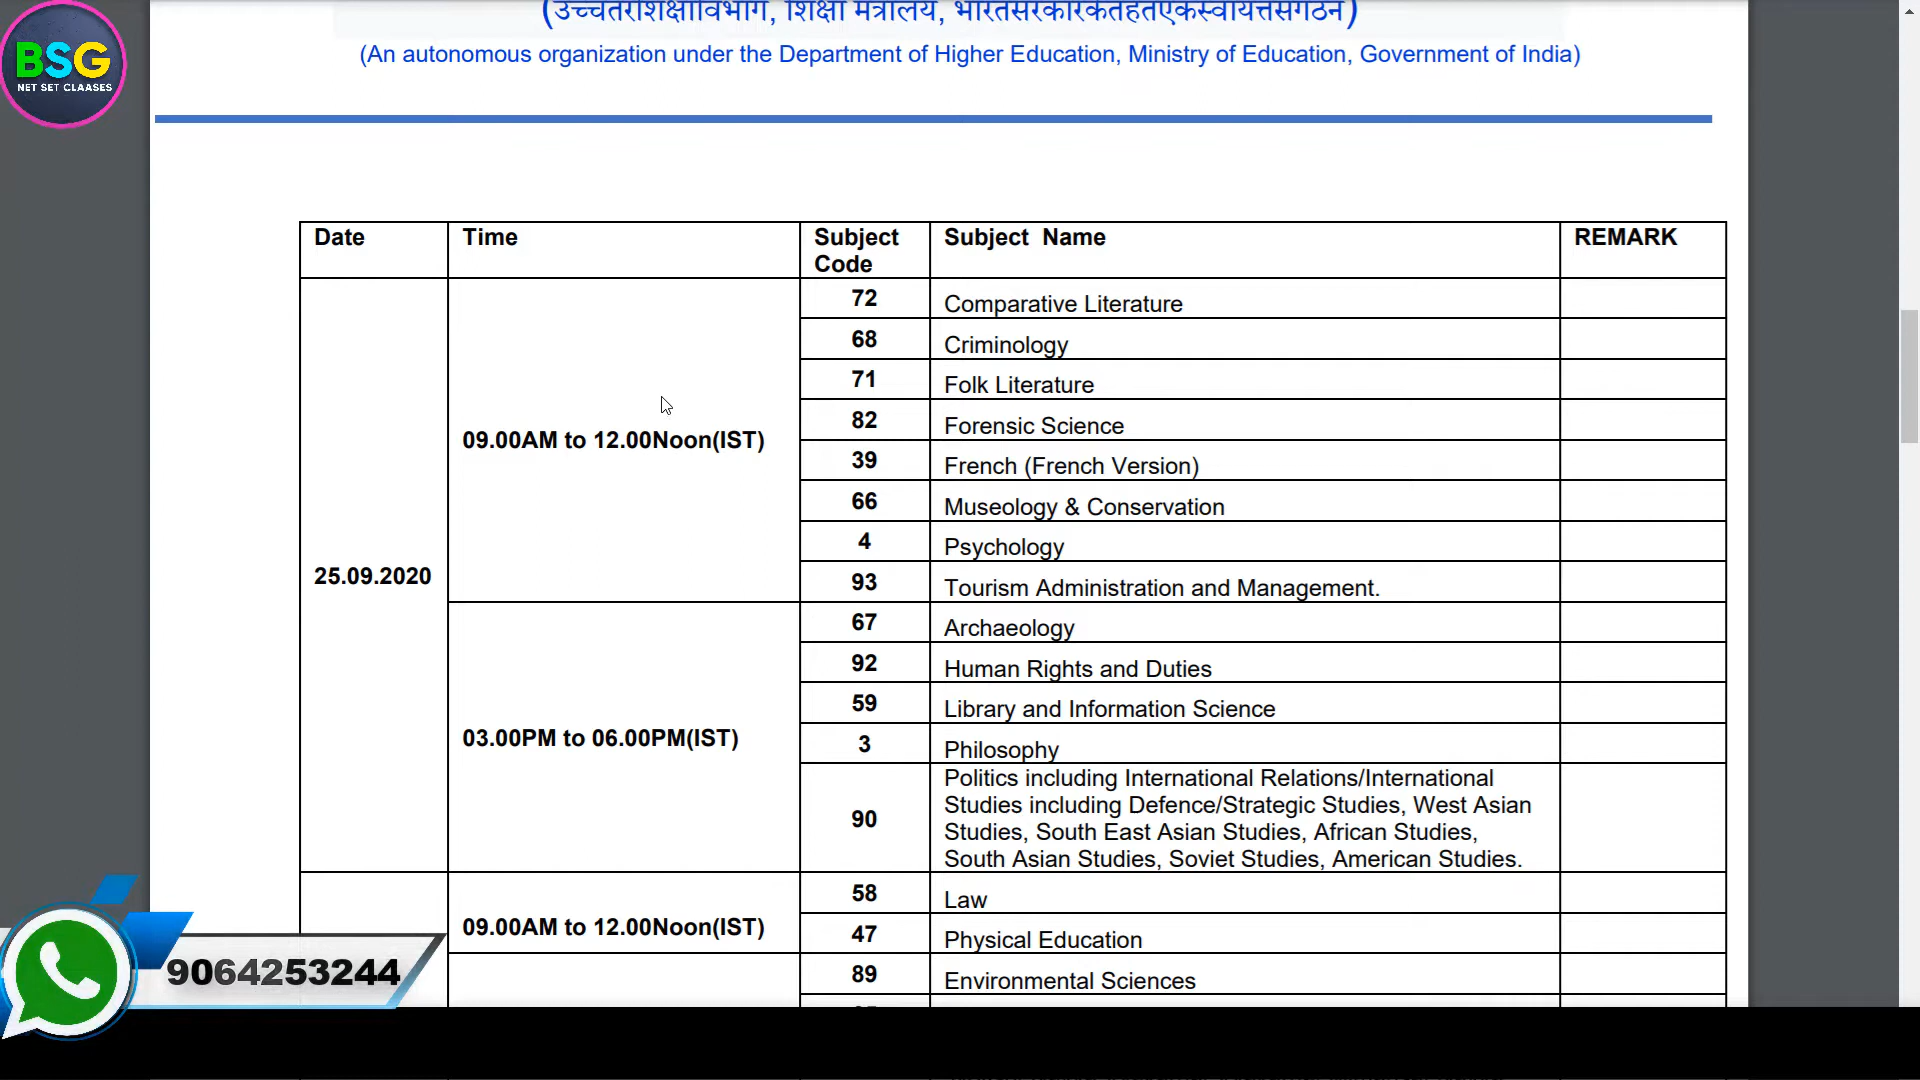 (उच्चतरशिक्षाविभाग, शिक्षा मंत्रालय, भारतसरकारकेतहतएकस्वायत्तसंगठन)
(An autonomous organization under the Department of Higher Education, Ministry of Education, Government of India)
BSG
NET SET CLAASES
Date Time Subject Code Subject Name REMARK
25.09.2020
09.00AM to 12.00Noon(IST)
72 Comparative Literature
68 Criminology
71 Folk Literature
82 Forensic Science
39 French (French Version)
66 Museology & Conservation
4 Psychology
93 Tourism Administration and Management.
03.00PM to 06.00PM(IST)
67 Archaeology
92 Human Rights and Duties
59 Library and Information Science
3 Philosophy
90 Politics including International Relations/International
Studies including Defence/Strategic Studies, West Asian
Studies, South East Asian Studies, African Studies,
South Asian Studies, Soviet Studies, American Studies.
09.00AM to 12.00Noon(IST)
58 Law
47 Physical Education
89 Environmental Sciences
9064253244